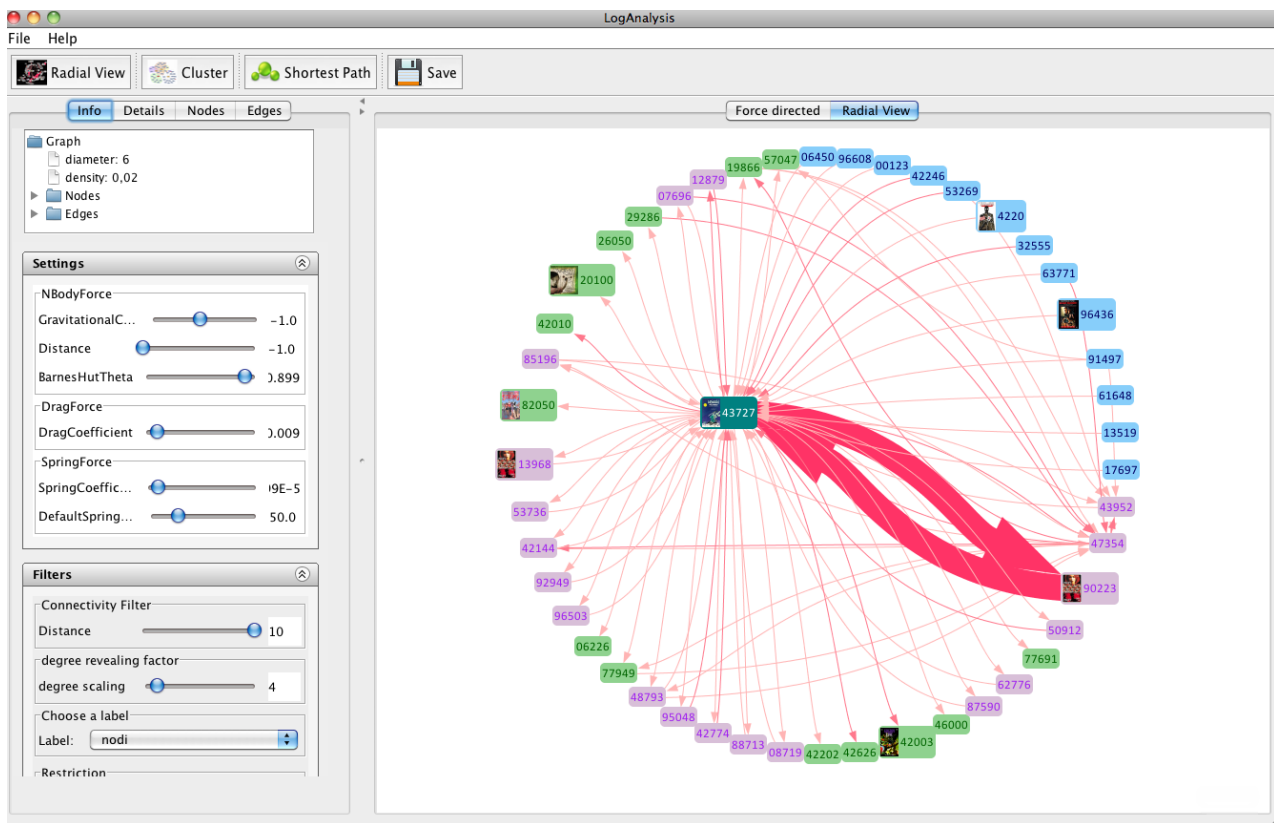 LogAnalysis
File Help
Radial View Cluster Shortest Path Save
Info Details Nodes Edges
Force directed Radial View
Graph
diameter: 6
density: 0,02
Nodes
Edges
Settings
NBodyForce
GravitationalC... -1.0
Distance -1.0
BarnesHutTheta 0.899
DragForce
DragCoefficient 0.009
SpringForce
SpringCoeffic... 9E-5
DefaultSpring... 50.0
Filters
Connectivity Filter
Distance 10
degree revealing factor
degree scaling 4
Choose a label
Label: nodi
Restriction
19866
57047
06450
96608
00123
42246
53269
4220
32555
63771
96436
91497
61648
13519
17697
43952
47354
90223
50912
77691
62776
87590
46000
42003
42626
42202
08719
88713
42774
95048
48793
77949
06226
96503
92949
42144
53736
13968
82050
85196
42010
20100
26050
29286
07696
12879
43727